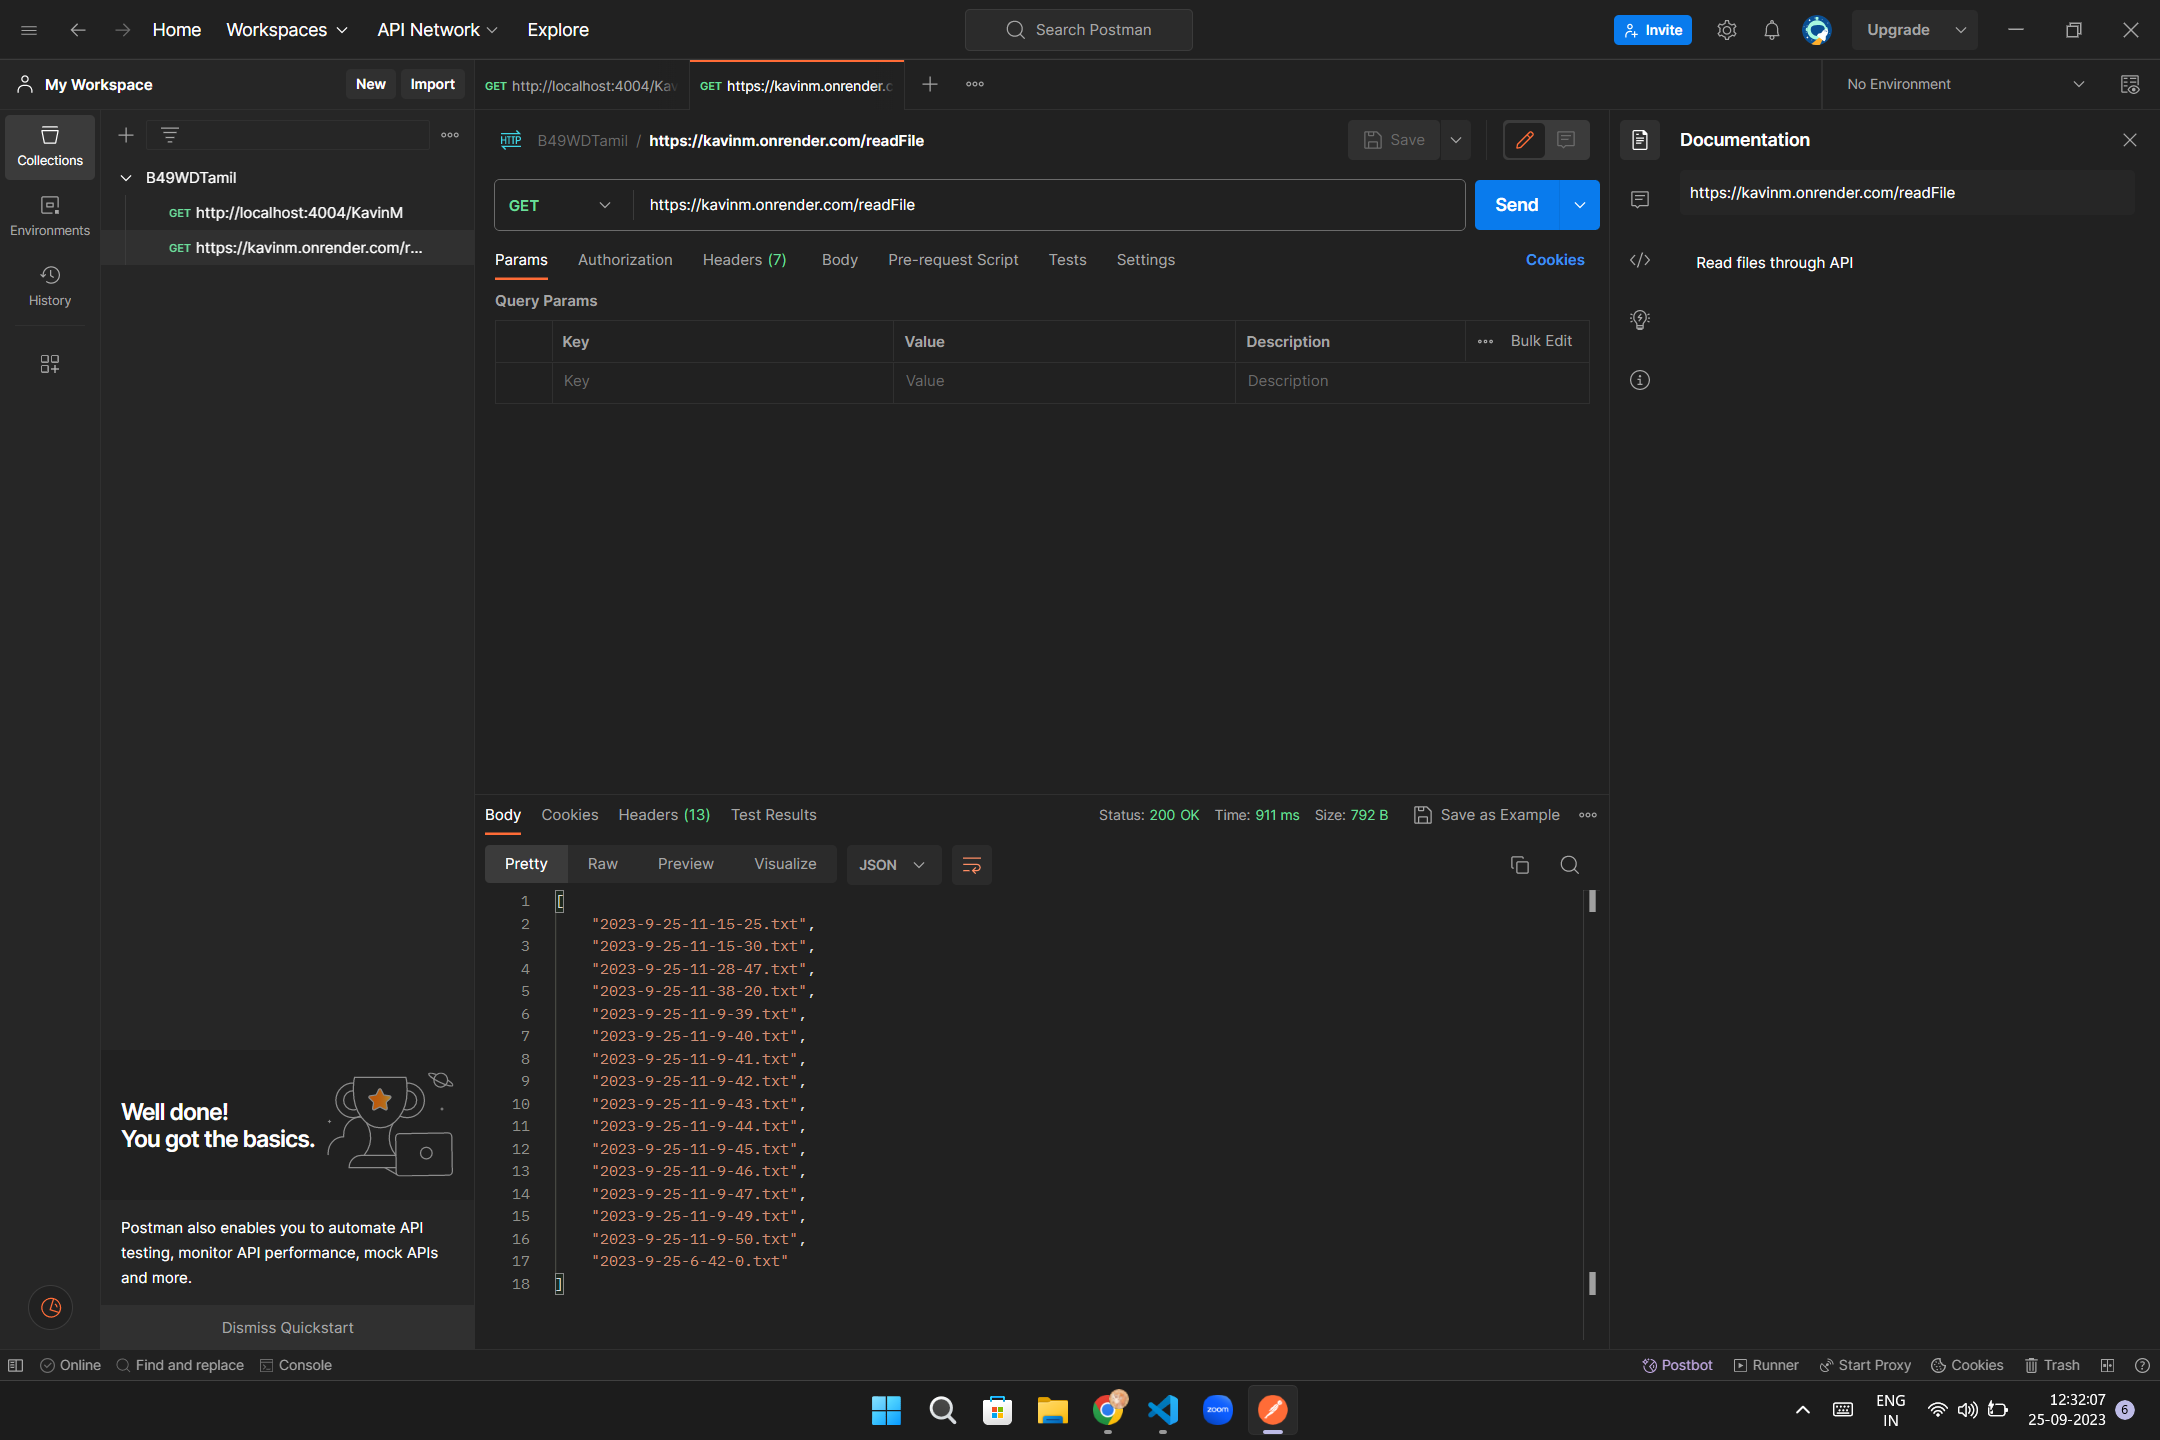 Home Workspaces API Network Explore Search Postman Invite Upgrade
My Workspace New Import GET http://localhost:4004/Kav GET https://kavinm.onrender.c No Environment
Collections
Environments
History
B49WDTamil
GET http://localhost:4004/KavinM
GET https://kavinm.onrender.com/r...
HTTP B49WDTamil / https://kavinm.onrender.com/readFile Save
GET https://kavinm.onrender.com/readFile Send
Params Authorization Headers (7) Body Pre-request Script Tests Settings Cookies
Query Params
Key Value Description Bulk Edit
Key Value Description
Documentation
https://kavinm.onrender.com/readFile
Read files through API
Body Cookies Headers (13) Test Results Status: 200 OK Time: 911 ms Size: 792 B Save as Example
Pretty Raw Preview Visualize JSON
1 [
2 "2023-9-25-11-15-25.txt",
3 "2023-9-25-11-15-30.txt",
4 "2023-9-25-11-28-47.txt",
5 "2023-9-25-11-38-20.txt",
6 "2023-9-25-11-9-39.txt",
7 "2023-9-25-11-9-40.txt",
8 "2023-9-25-11-9-41.txt",
9 "2023-9-25-11-9-42.txt",
10 "2023-9-25-11-9-43.txt",
11 "2023-9-25-11-9-44.txt",
12 "2023-9-25-11-9-45.txt",
13 "2023-9-25-11-9-46.txt",
14 "2023-9-25-11-9-47.txt",
15 "2023-9-25-11-9-49.txt",
16 "2023-9-25-11-9-50.txt",
17 "2023-9-25-6-42-0.txt"
18 ]
Well done!
You got the basics.
Postman also enables you to automate API
testing, monitor API performance, mock APIs
and more.
Dismiss Quickstart
Online Find and replace Console Postbot Runner Start Proxy Cookies Trash
zoom
ENG
IN
12:32:07
25-09-2023
6